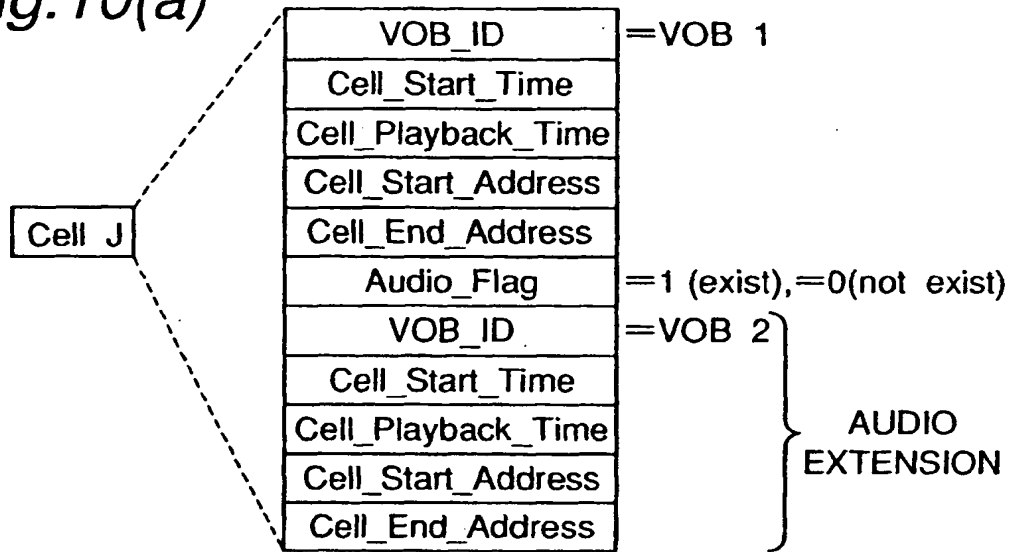 ig.10(a)
VOB_ID =VOB 1
Cell_Start_Time
Cell_Playback_Time
Cell_Start_Address
Cell J
Cell_End_Address
Audio_Flag =1 (exist),=0(not exist)
VOB_ID =VOB 2
Cell_Start_Time
Cell_Playback_Time
AUDIO
EXTENSION
Cell_Start_Address
Cell_End_Address